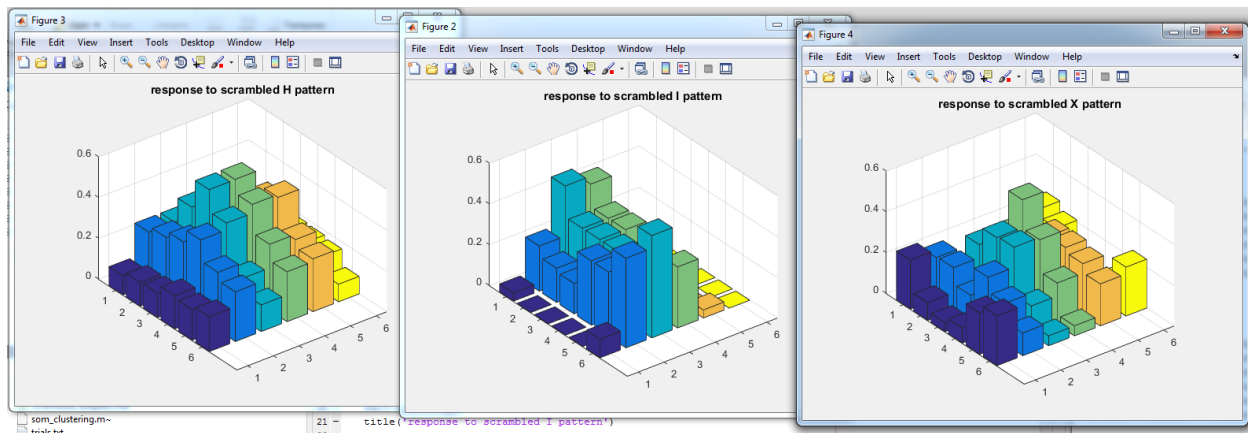 Figure 3
File Edit View Insert Tools Desktop Window Help
response to scrambled H pattern
0.6
0.4
0.2
0
1 2 3 4 5 6
1 2 3 4 5 6
Figure 2
File Edit View Insert Tools Desktop Window Help
response to scrambled I pattern
0.6
0.4
0.2
0
1 2 3 4 5 6
1 2 3 4 5 6
Figure 4
File Edit View Insert Tools Desktop Window Help
response to scrambled X pattern
0.6
0.4
0.2
0
1 2 3 4 5 6
1 2 3 4 5 6
som_clustering.m~
trials.txt
21 – title('response to scrambled I pattern')